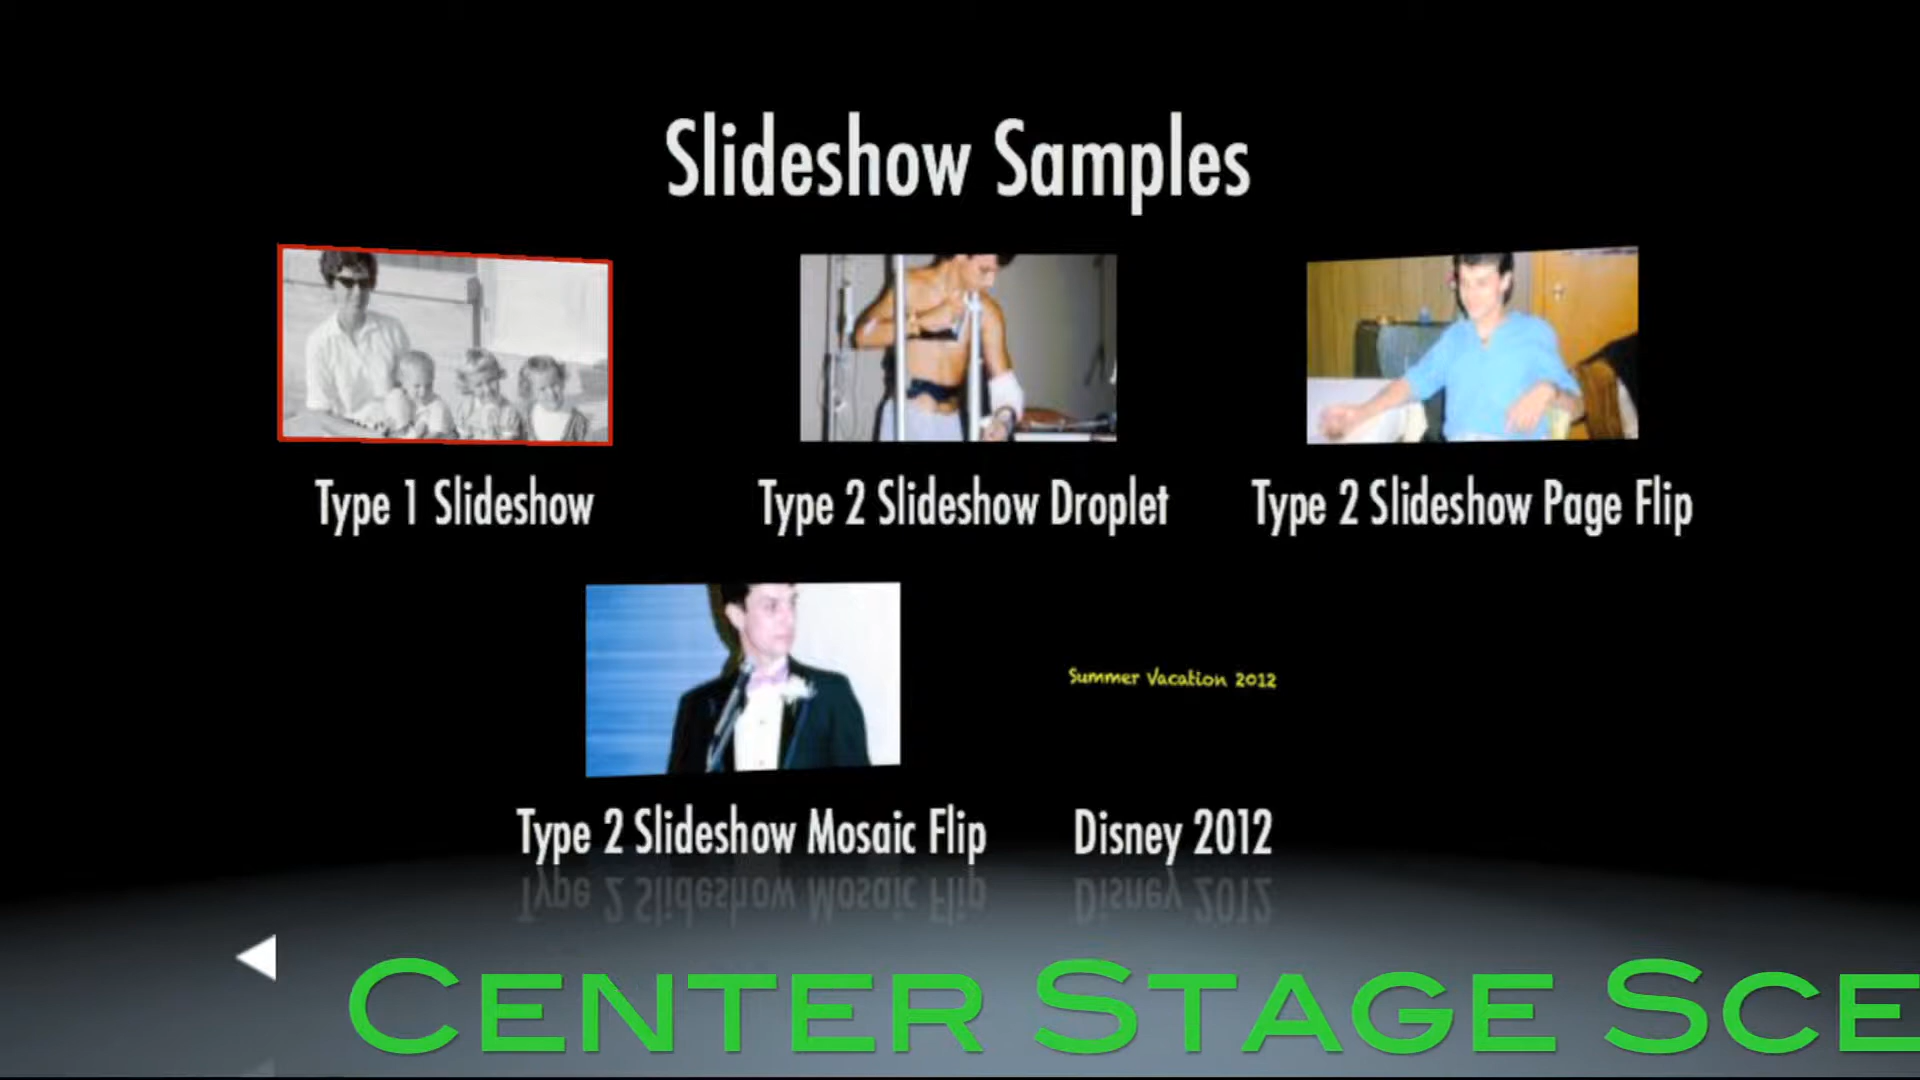 Slideshow Samples
Type 1 Slideshow
Type 2 Slideshow Droplet
Type 2 Slideshow Page Flip
Summer Vacation 2012
Type 2 Slideshow Mosaic Flip
Disney 2012
CENTER STAGE SCE